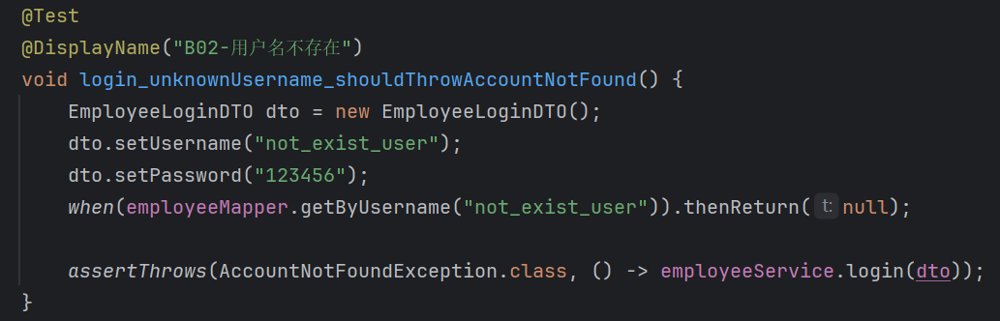 @Test
@DisplayName("B02-用户名不存在")
void login_unknownUsername_shouldThrowAccountNotFound() {
    EmployeeLoginDTO dto = new EmployeeLoginDTO();
    dto.setUsername("not_exist_user");
    dto.setPassword("123456");
    when(employeeMapper.getByUsername("not_exist_user")).thenReturn( t: null);

    assertThrows(AccountNotFoundException.class, () -> employeeService.login(dto));
}